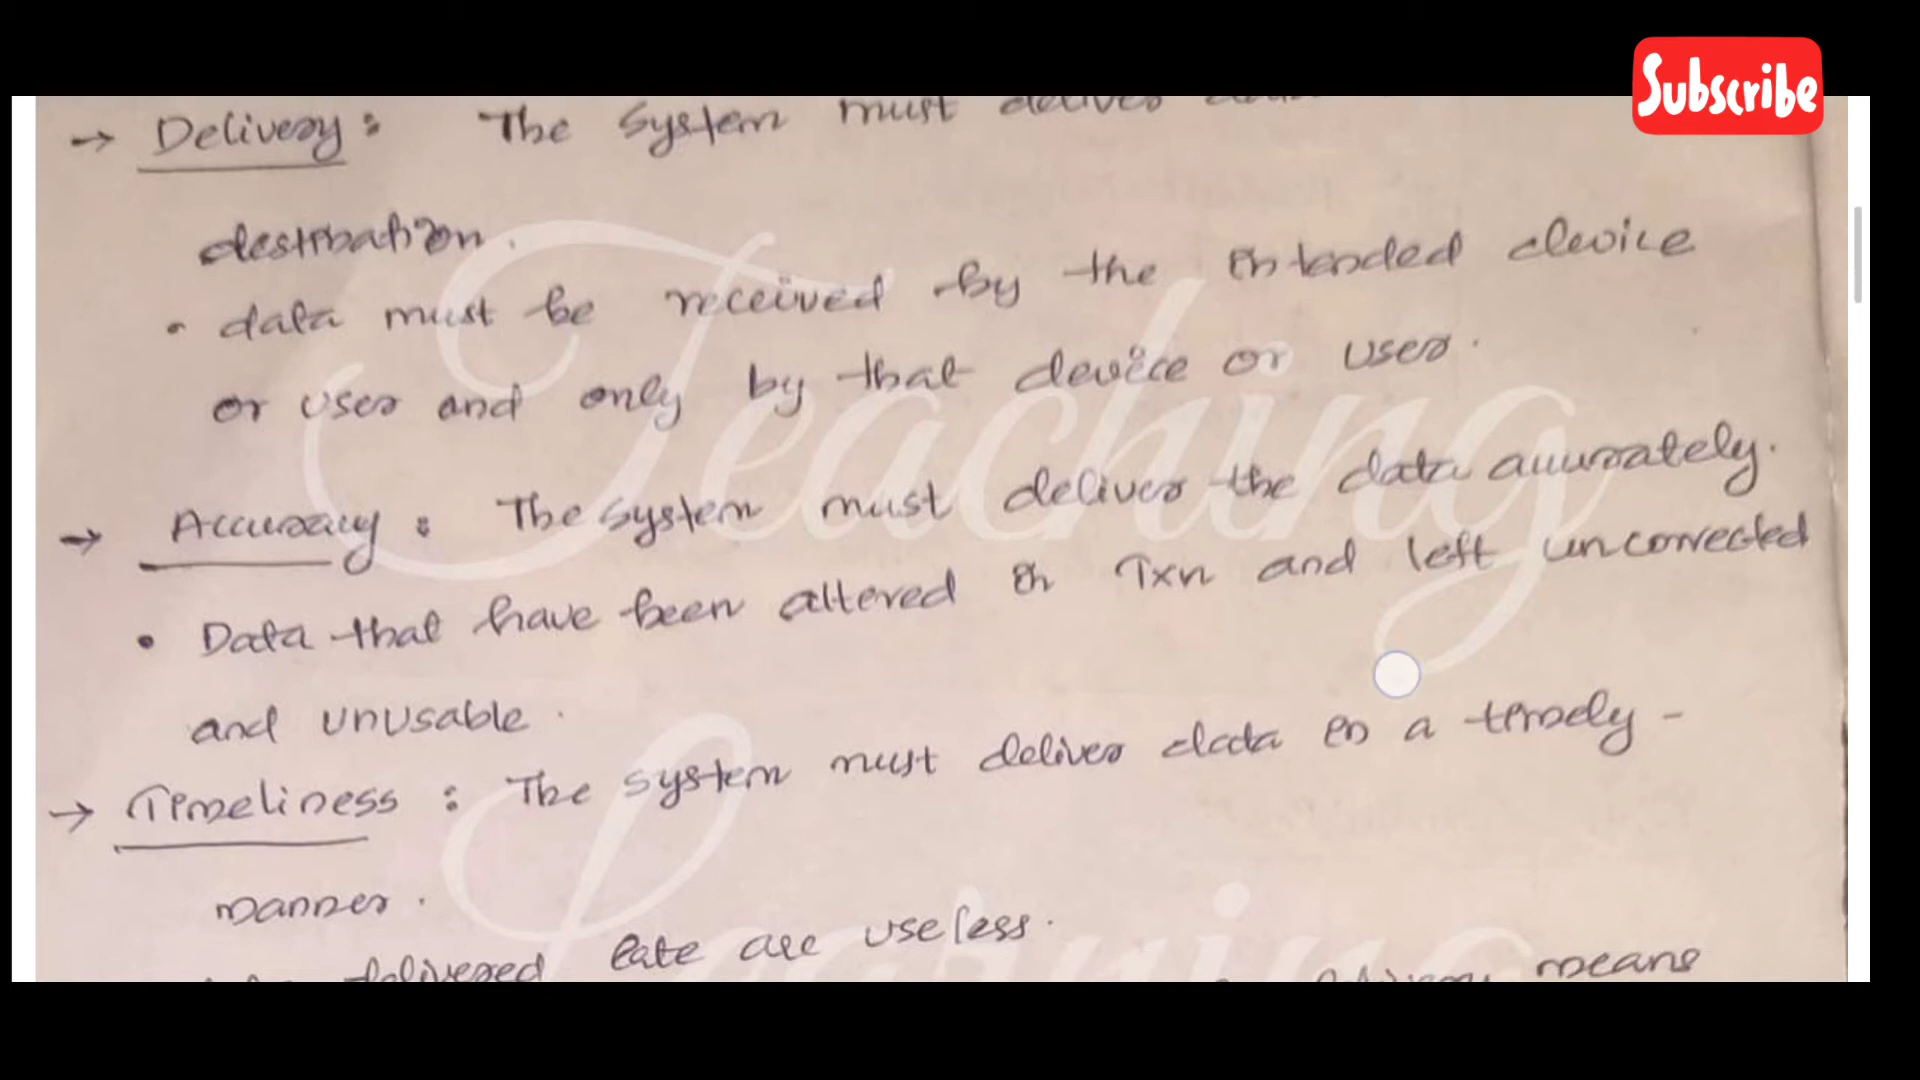 Subscribe
→ Delivery : The System must deliver data
destination.
• data must be received by the intended device
or user and only by that device or user.
→ Accuracy : The system must deliver the data accurately.
• Data that have been altered in Txn and left uncorrected
and unusable.
→ Timeliness : The system must deliver data in a timely -
manner.
delivered late are useless.
means
Teaching